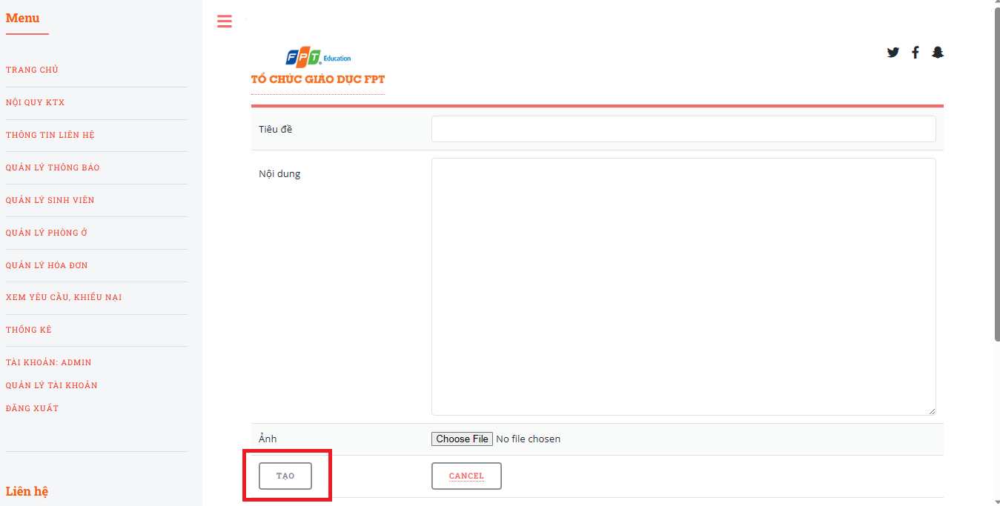 Menu
TRANG CHỦ
NỘI QUY KTX
THÔNG TIN LIÊN HỆ
QUẢN LÝ THÔNG BÁO
QUẢN LÝ SINH VIÊN
QUẢN LÝ PHÒNG Ở
QUẢN LÝ HÓA ĐƠN
XEM YÊU CẦU, KHIẾU NẠI
THỐNG KÊ
TÀI KHOẢN: ADMIN
QUẢN LÝ TÀI KHOẢN
ĐĂNG XUẤT
Liên hệ
FPT Education
TỔ CHỨC GIÁO DỤC FPT
Tiêu đề
Nội dung
Ảnh
Choose File No file chosen
TẠO
CANCEL